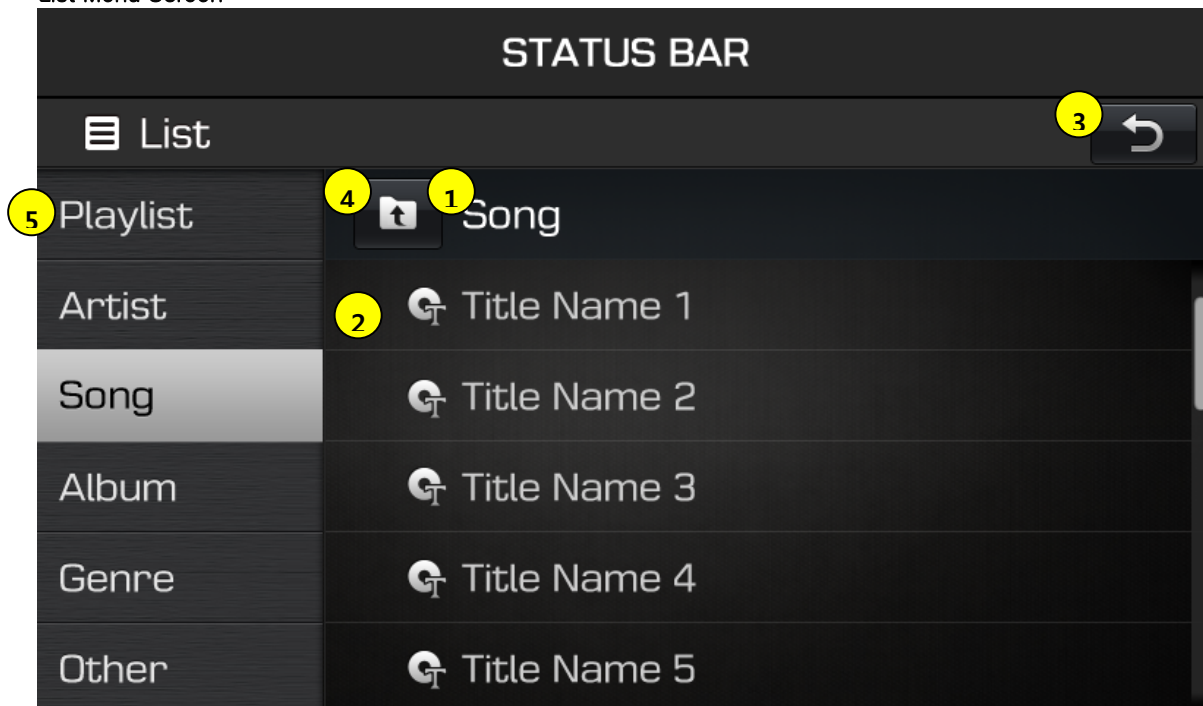 List Menu Screen
STATUS BAR
List
3
5 Playlist
4
1
Song
Artist
2
Title Name 1
Song
Title Name 2
Album
Title Name 3
Genre
Title Name 4
Other
Title Name 5